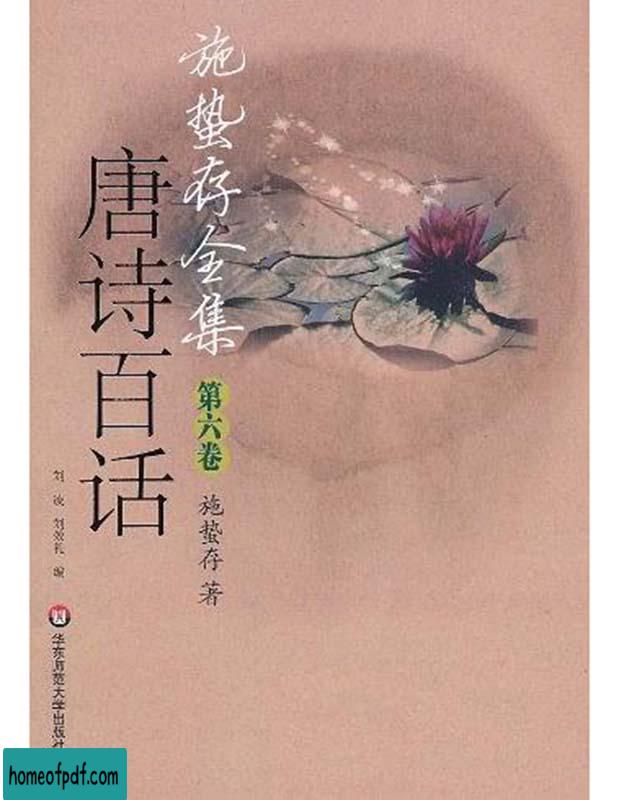 施蛰存全集
唐诗百话
第六卷
施蛰存 著
刘凌 刘效礼 编
华东师范大学出版社
homeofpdf.com